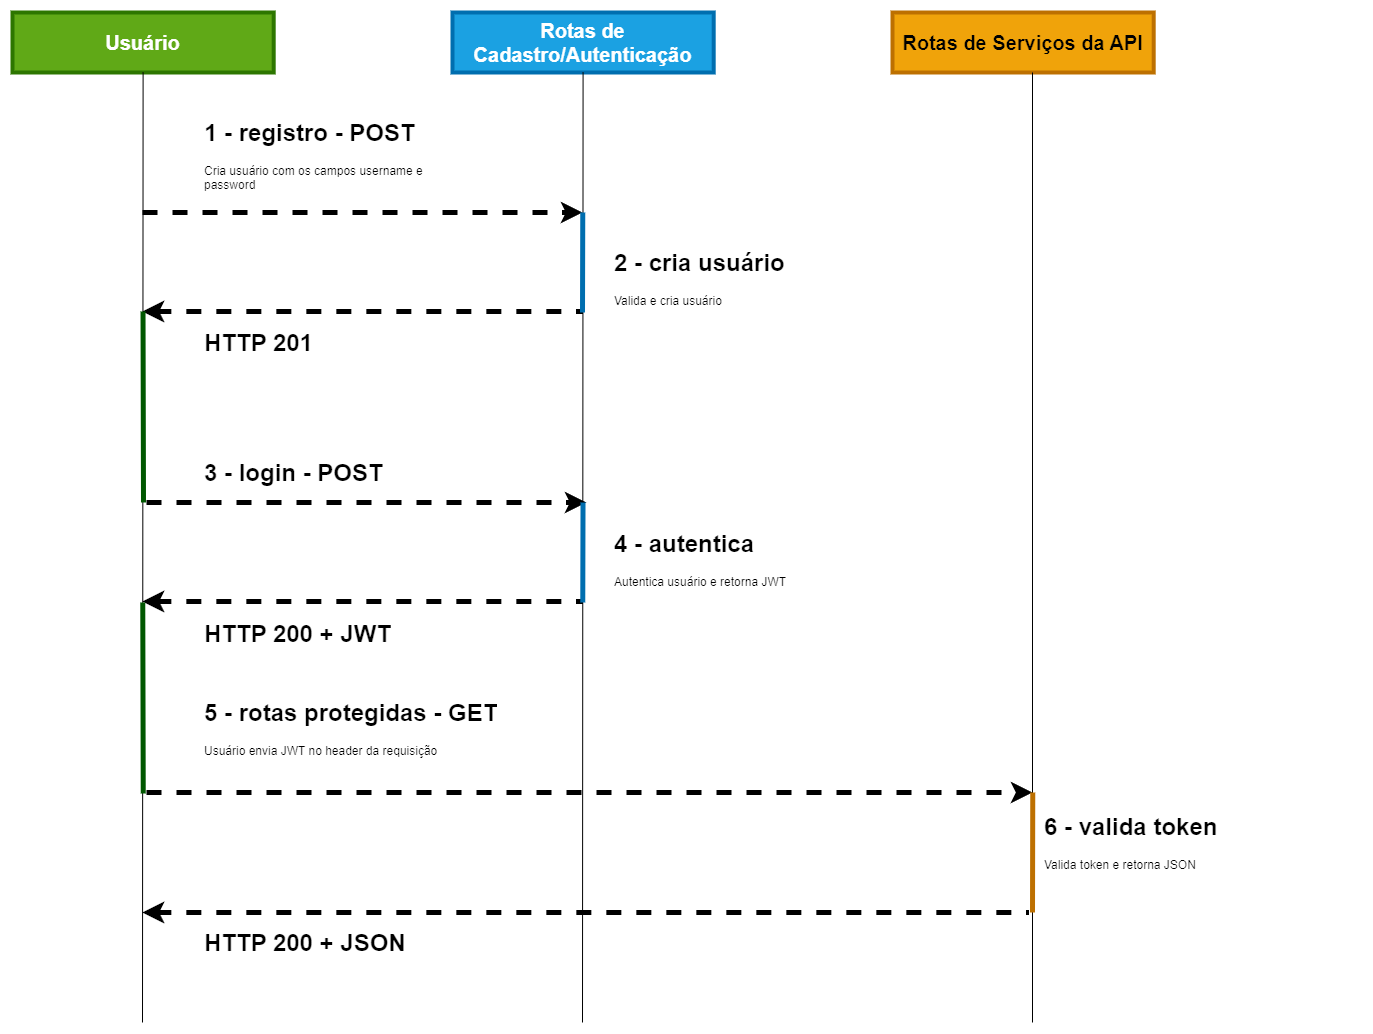 Usuário
Rotas de
Cadastro/Autenticação
Rotas de Serviços da API
1 - registro - POST
Cria usuário com os campos username e
password
2 - cria usuário
Valida e cria usuário
HTTP 201
3 - login - POST
4 - autentica
Autentica usuário e retorna JWT
HTTP 200 + JWT
5 - rotas protegidas - GET
Usuário envia JWT no header da requisição
6 - valida token
Valida token e retorna JSON
HTTP 200 + JSON